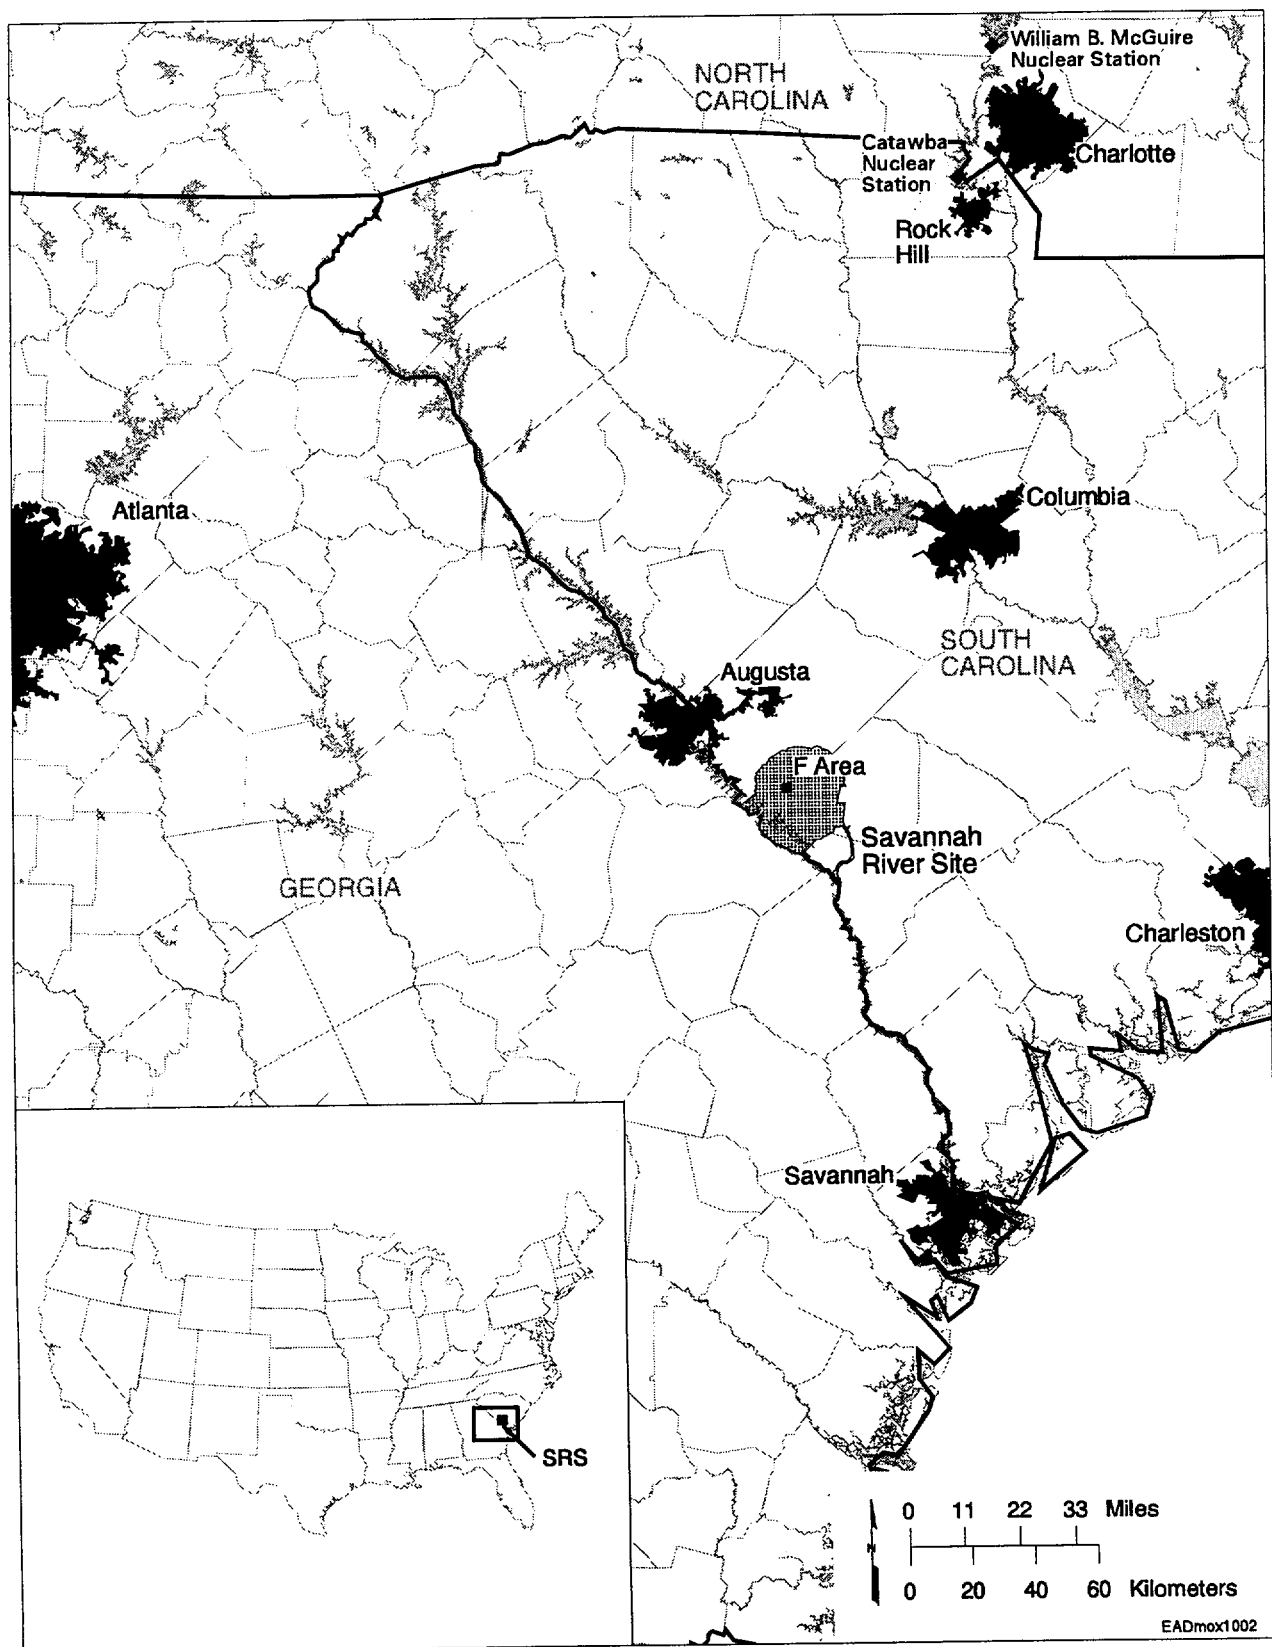 William B. McGuire
Nuclear Station
NORTH
CAROLINA
Catawba
Nuclear
Station
Charlotte
Rock
Hill
Atlanta
Columbia
SOUTH
CAROLINA
Augusta
F Area
Savannah
River Site
GEORGIA
Charleston
Savannah
SRS
0 11 22 33 Miles
N
0 20 40 60 Kilometers
EADmox1002